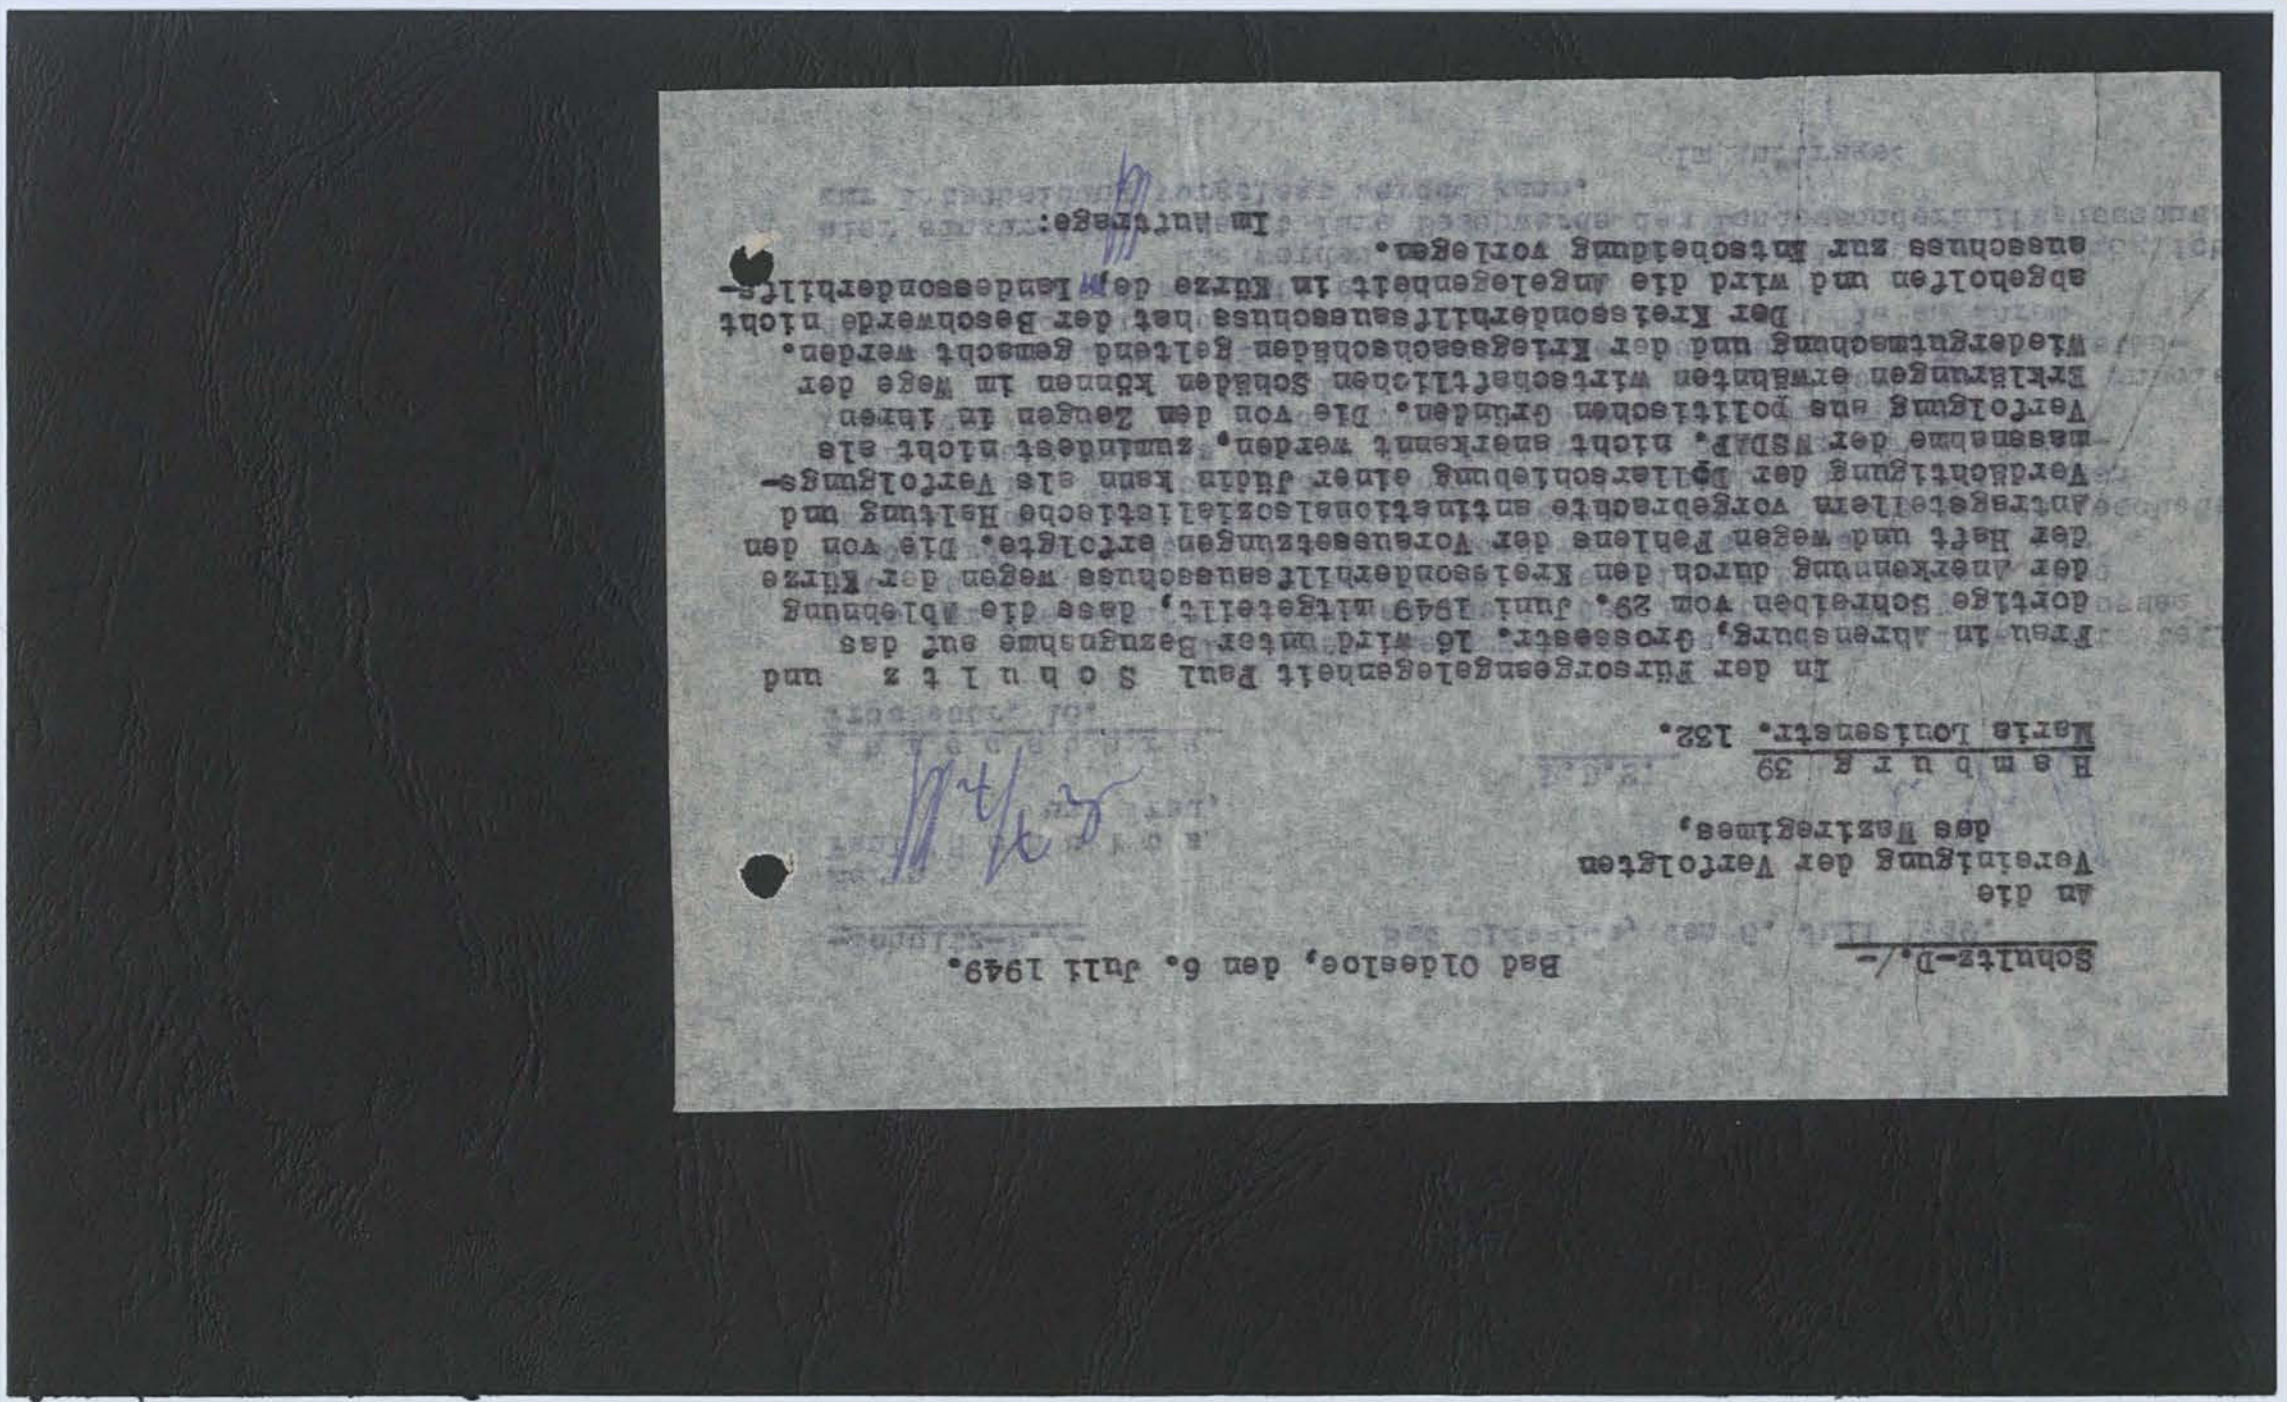 Schultz-D./-
Bad Oldesloe, den 6. Juli 1949.
An die
Vereinigung der Verfolgten
des Naziregimes,
H a m b u r g 39
Maria Louisenstr. 132.
In der Fürsorgeangelegenheit Paul S c h u l t z und
Frau in Ahrensburg, Grossestr. 16 wird unter Bezugnahme auf das
dortige Schreiben vom 29. Juni 1949 mitgeteilt, dass die Ablehnung
der Anerkennung durch den Kreissonderhilfsausschuss wegen der Kürze
der Haft und wegen Fehlens der Voraussetzungen erfolgte. Die von den
Antragstellern vorgebrachte antinationalsozialistische Haltung und
Verdächtigung der Dollarschiebung einer Jüdin kann als Verfolgungs-
massnahme der NSDAP. nicht anerkannt werden, zumindest nicht als
Verfolgung aus politischen Gründen. Die von den Zeugen in ihren
Erklärungen erwähnten wirtschaftlichen Schäden können im Wege der
Wiedergutmachung und der Kriegssachschäden geltend gemacht werden.
Der Kreissonderhilfsausschuss hat der Beschwerde nicht
abgeholfen und wird die Angelegenheit in Kürze dem Landessonderhilfs-
ausschuss zur Entscheidung vorlegen.
Im Auftrage: